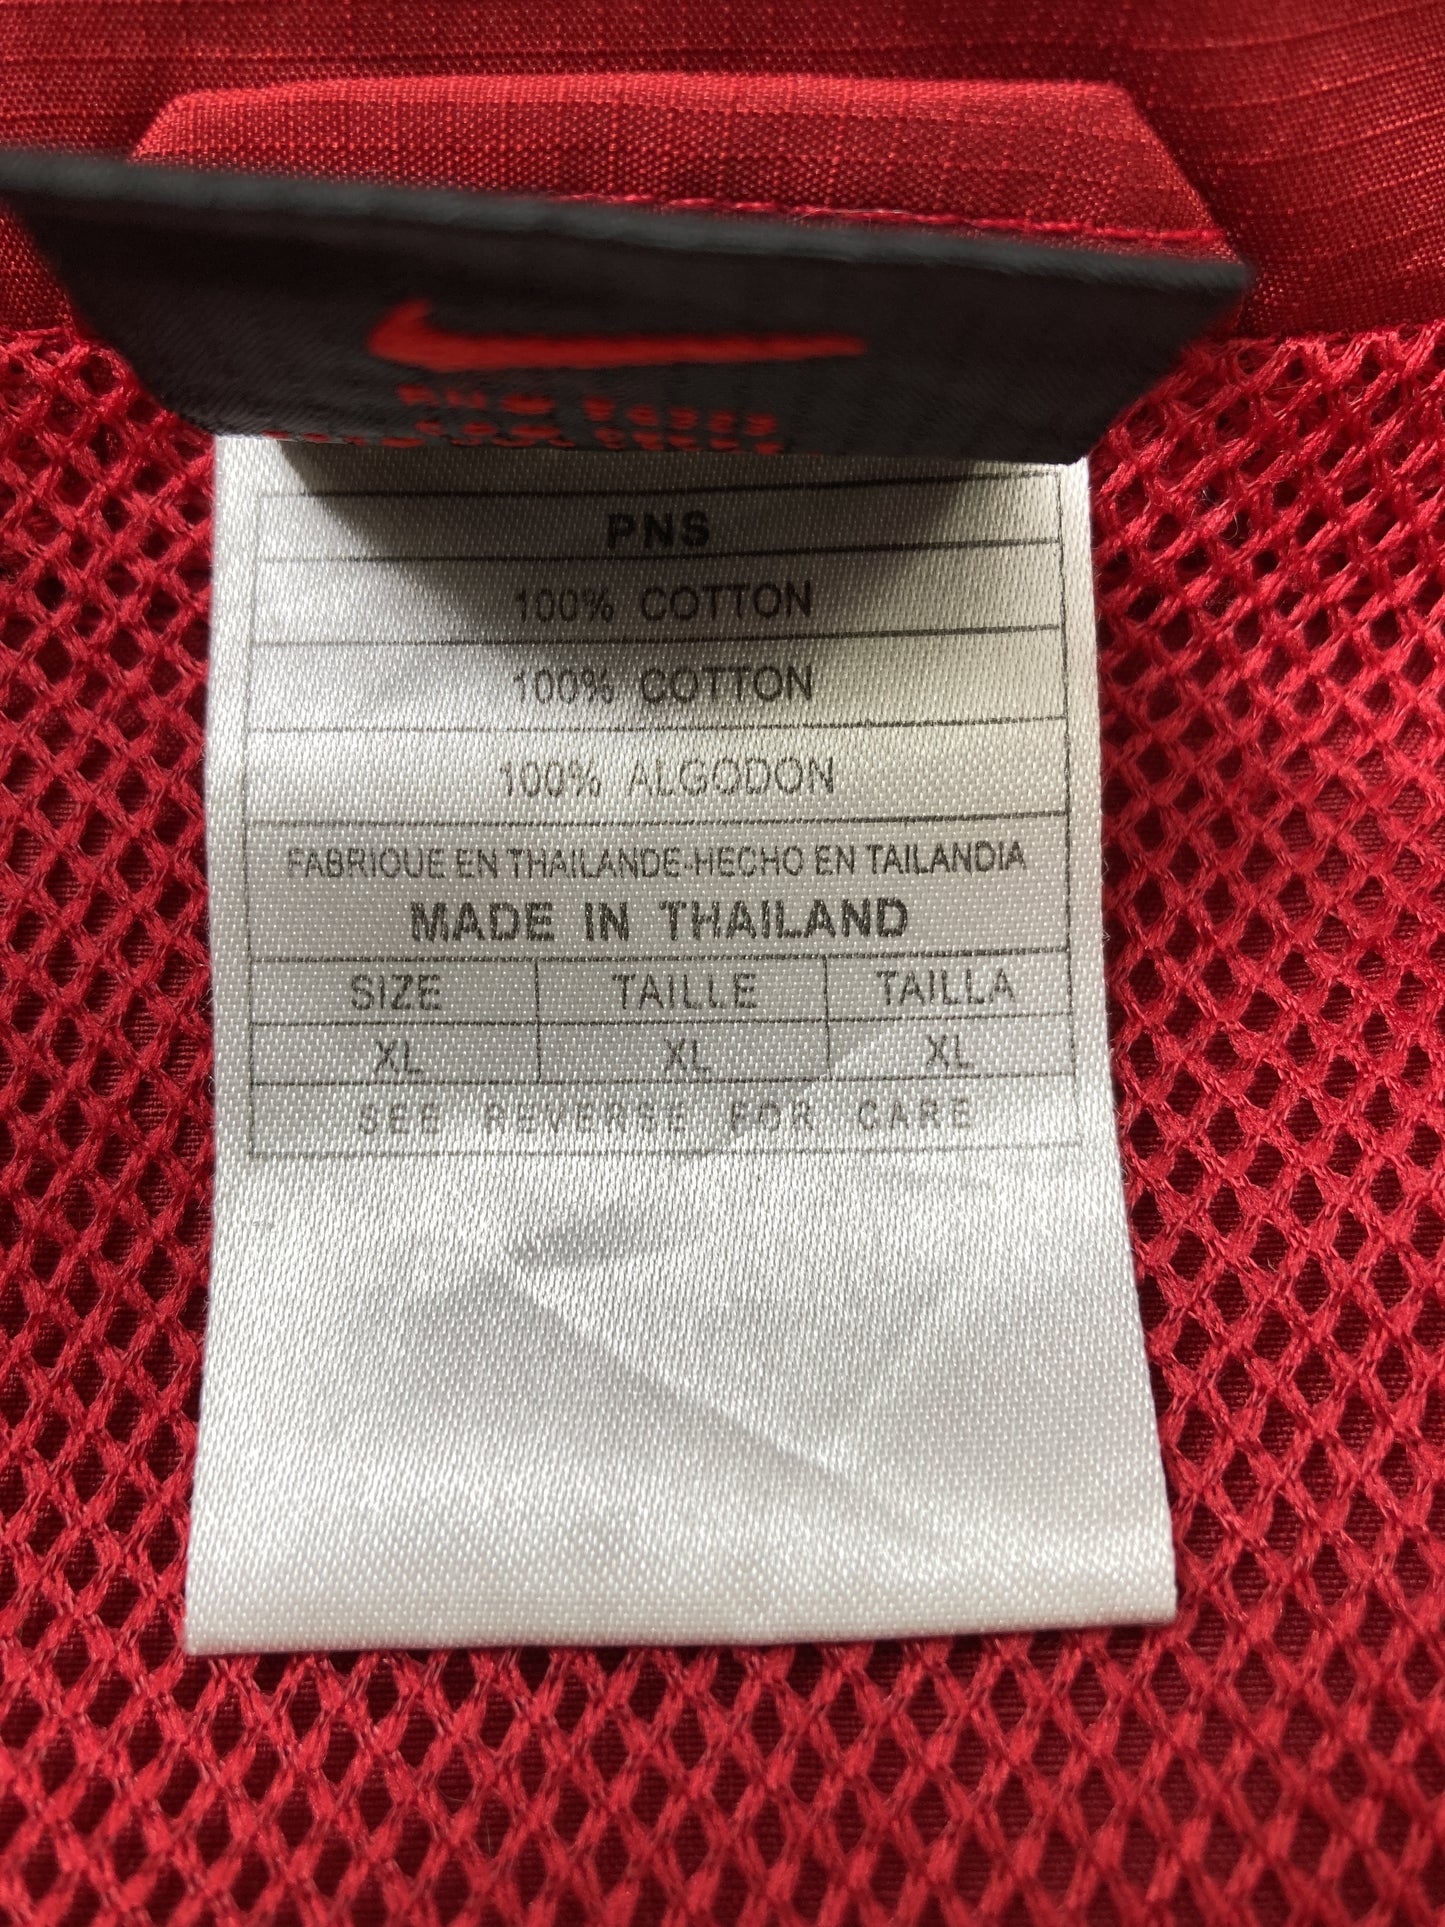 PNS
100% COTTON
100% COTTON
100% ALGODON
FABRIQUE EN THAILANDE-HECHO EN TAILANDIA
MADE IN THAILAND
SIZE TAILLE TAILLA
XL XL XL
SEE REVERSE FOR CARE